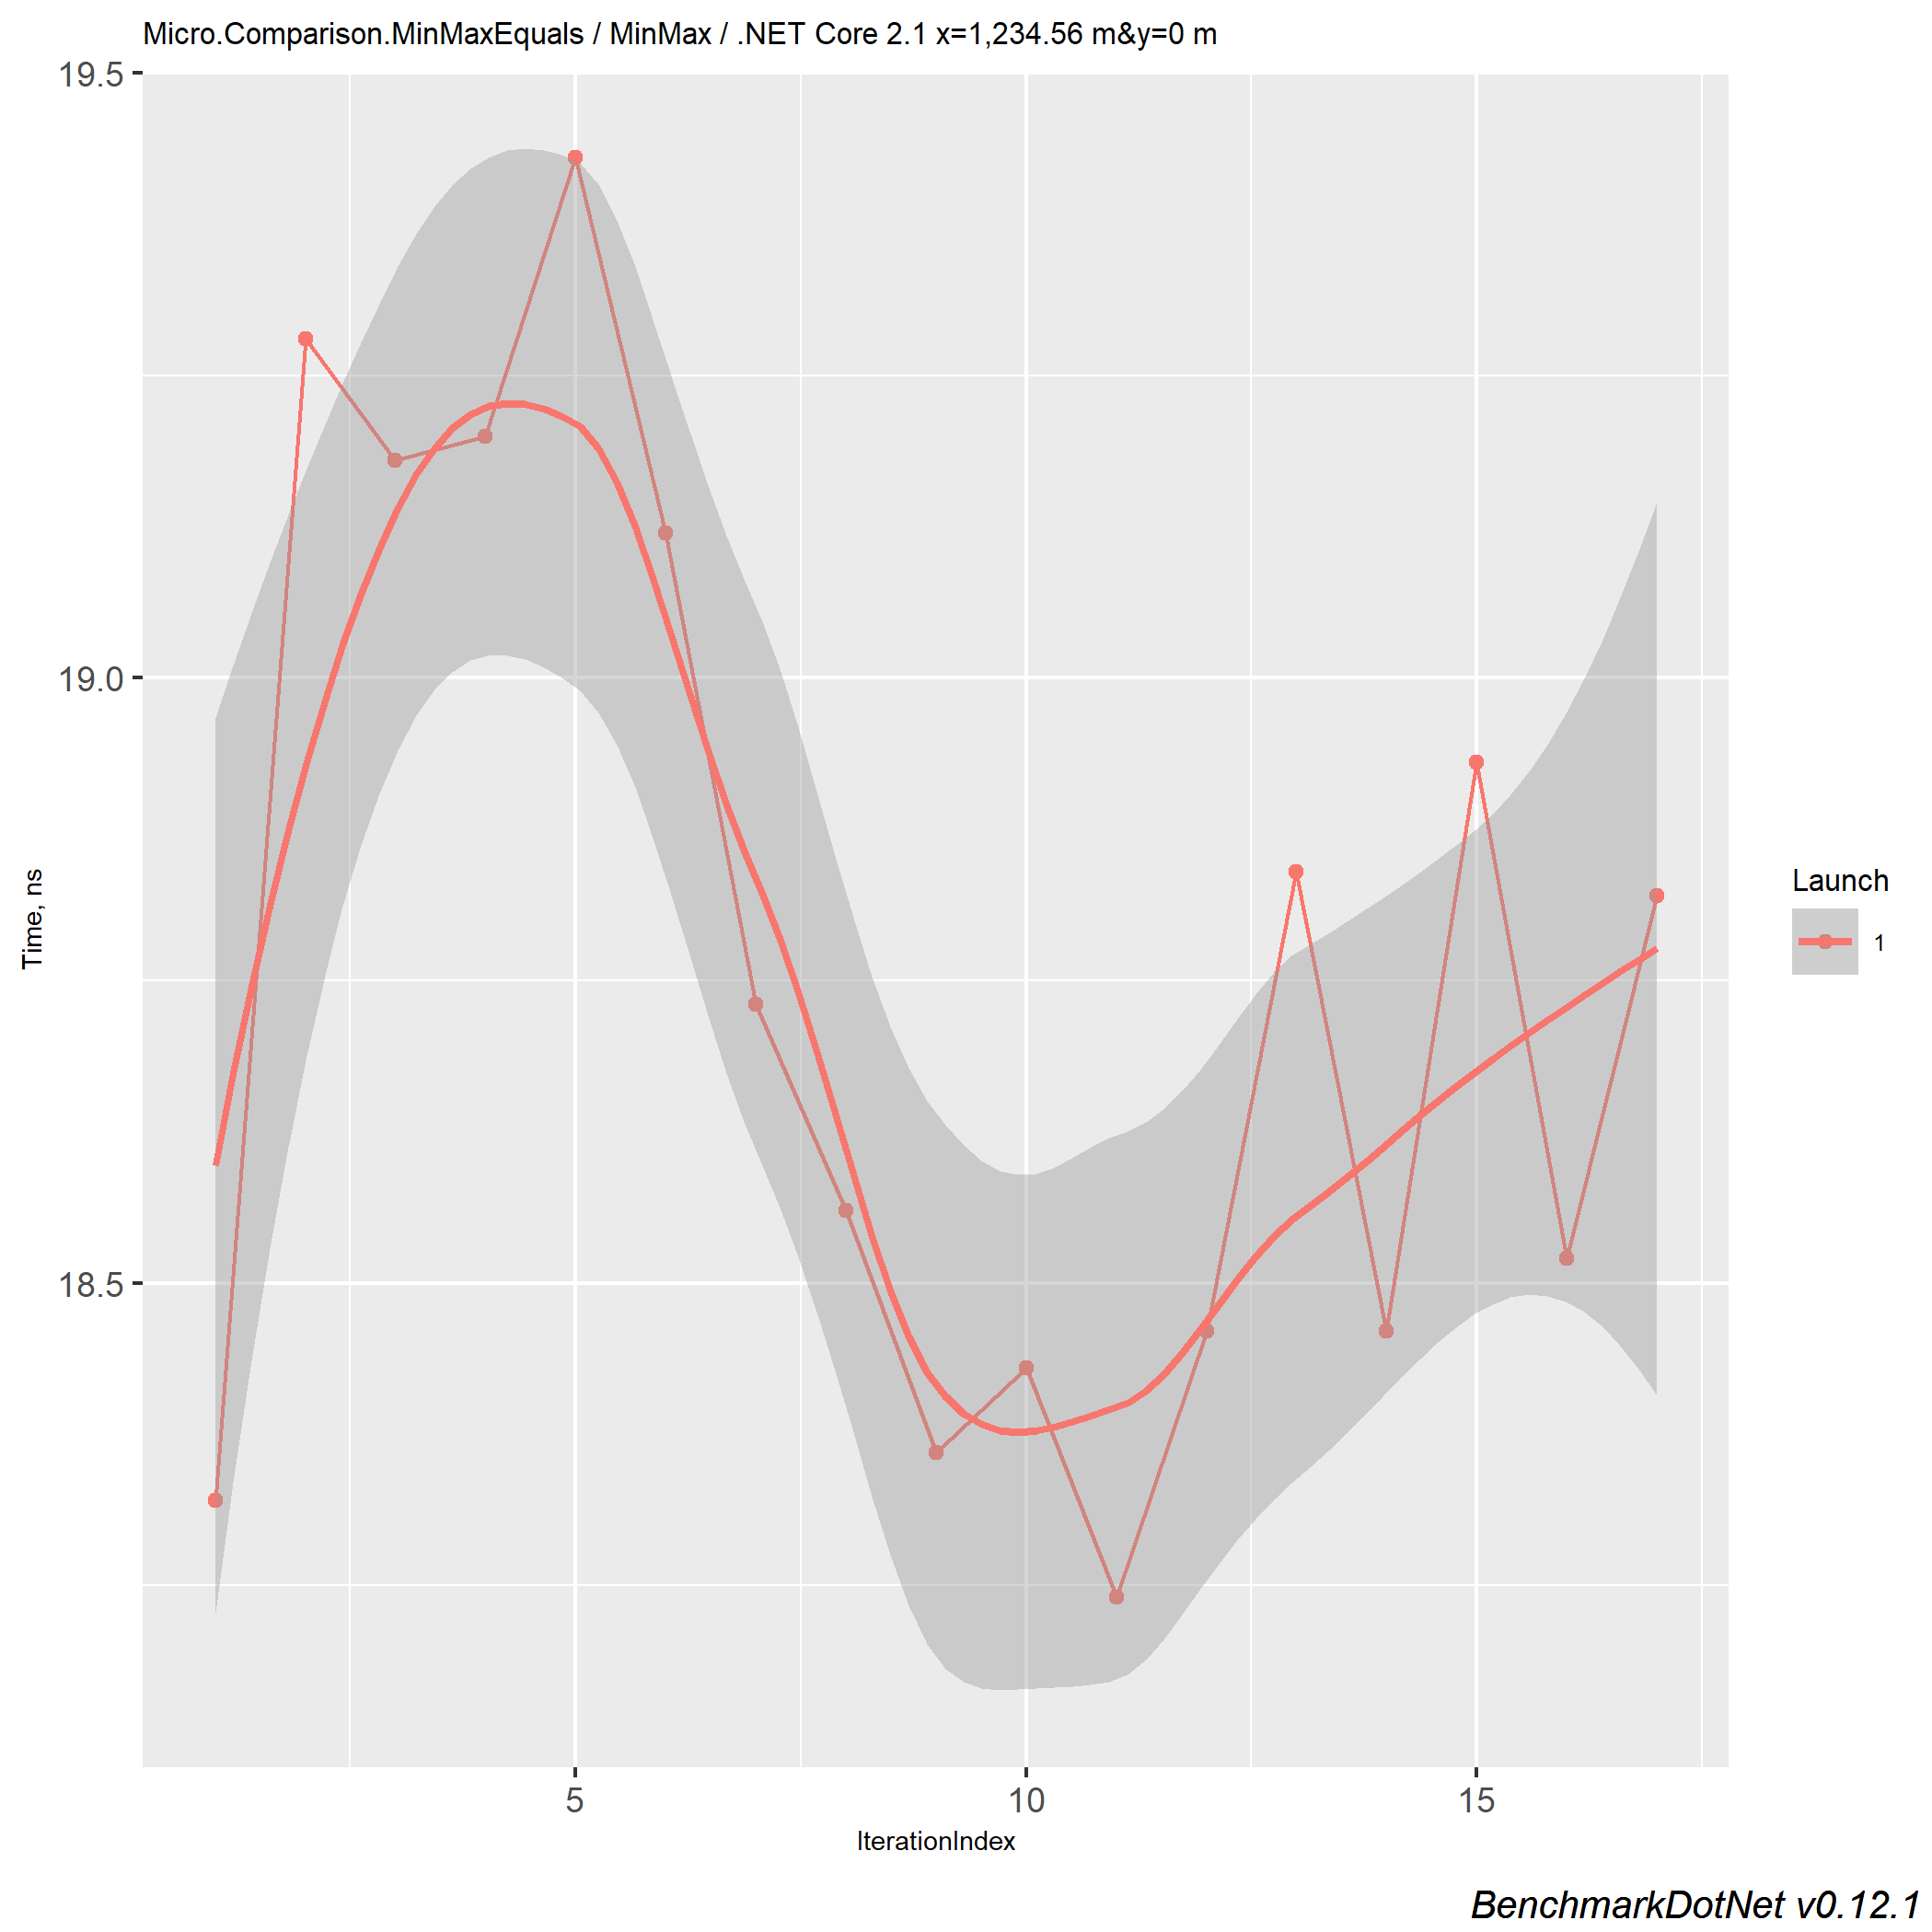 Micro.Comparison.MinMaxEquals / MinMax / .NET Core 2.1 x=1,234.56 m&y=0 m
19.5
19.0
18.5
Time, ns
5 10 15
IterationIndex
Launch
1
BenchmarkDotNet v0.12.1